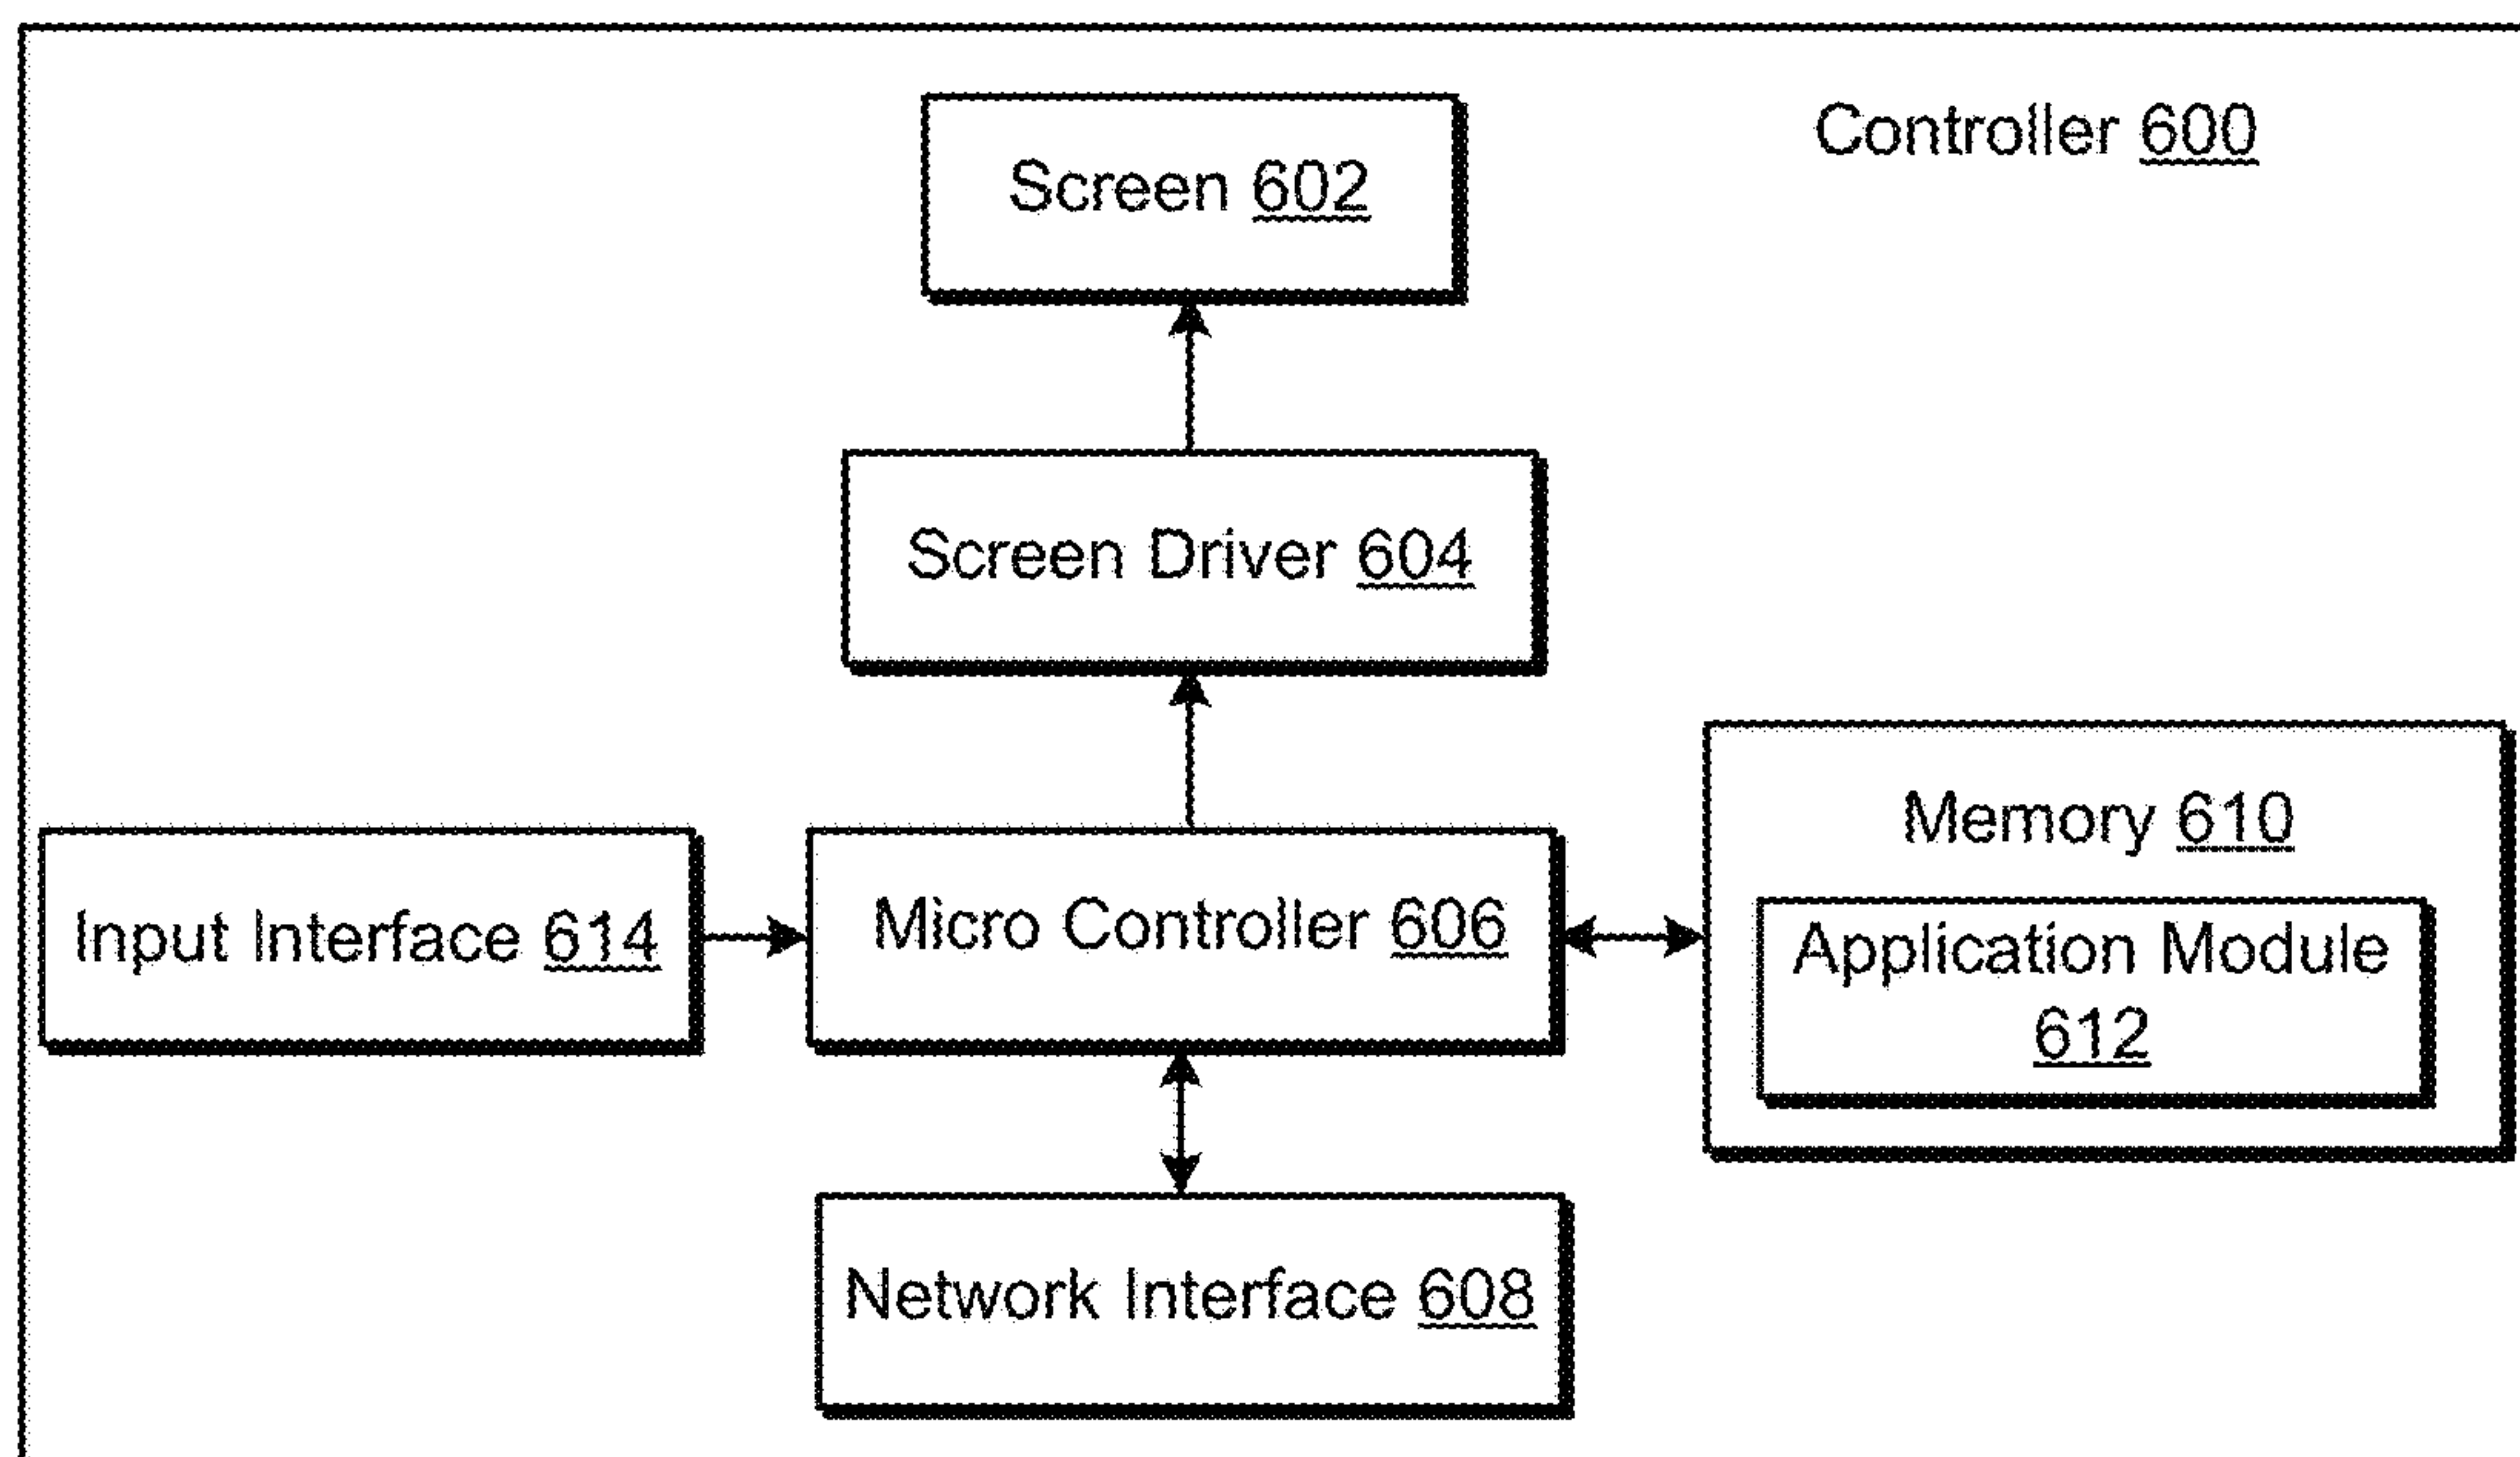 Controller 600
Screen 602
Screen Driver 604
Memory 610
Input Interface 614
Micro Controller 606
Application Module
612
Network Interface 608